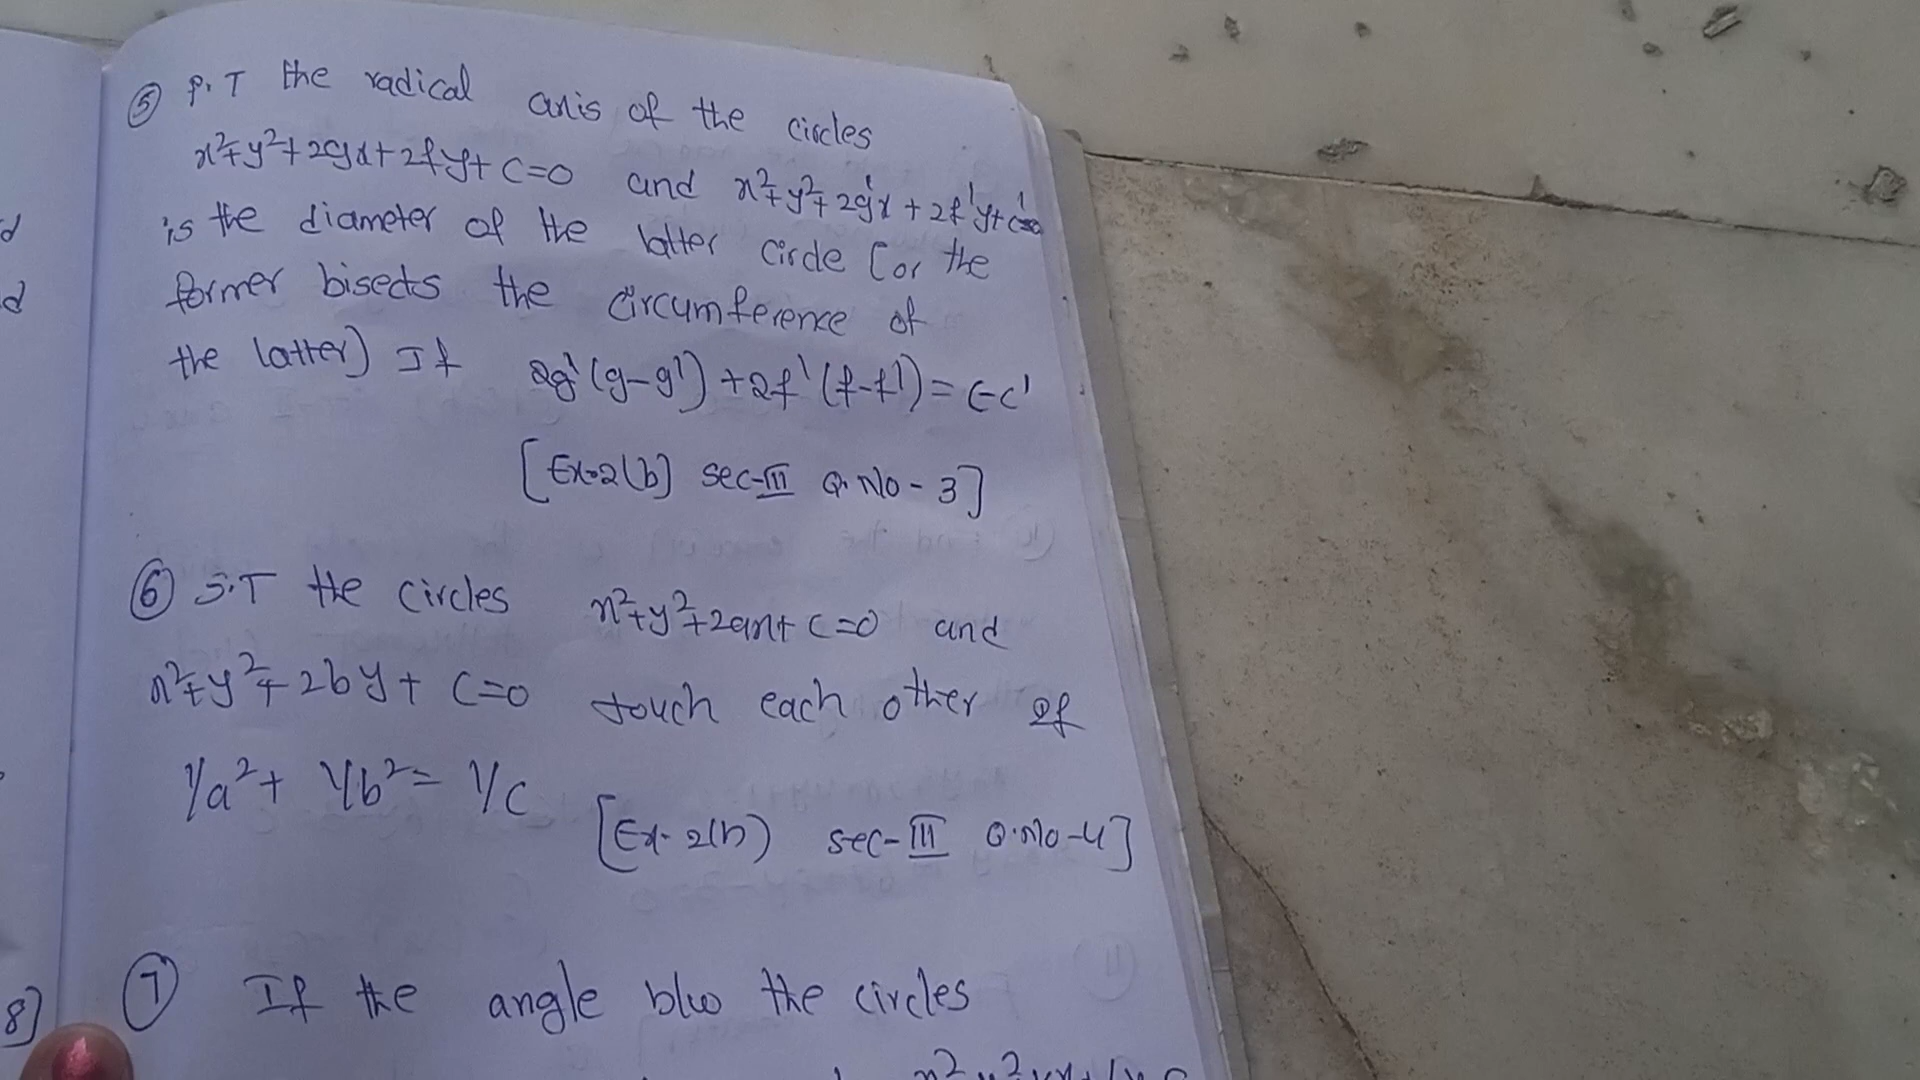 d
d
8]
⑤ P.T the radical axis of the circles
x²+y²+2gx+2fy+c=0 and x²+y²+2g'x+2f'y+c'=0
is the diameter of the latter circle (or the
former bisects the circumference of
the latter) If 2g'(g-g')+2f'(f-f')=c-c'
[Ex-2(b) sec-III Q.No-3]
⑥ S.T the circles x²+y²+2ax+c=0 and
x²+y²+2by+c=0 touch each other if
1/a²+1/b²=1/c
[Ex-2(b) sec-III Q.No-4]
⑦ If the angle b/w the circles